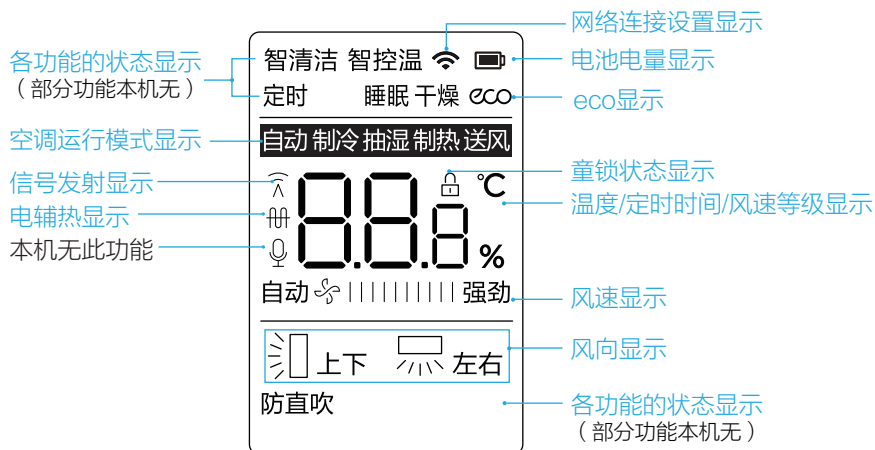 网络连接设置显示
各功能的状态显示
（部分功能本机无）
智清洁 智控温
电池电量显示
定时 睡眠 干燥 eco
eco显示
空调运行模式显示
自动 制冷 抽湿 制热 送风
童锁状态显示
信号发射显示
℃
温度/定时时间/风速等级显示
电辅热显示
88.8
本机无此功能
%
自动 强劲
风速显示
上下 左右
风向显示
防直吹
各功能的状态显示
（部分功能本机无）